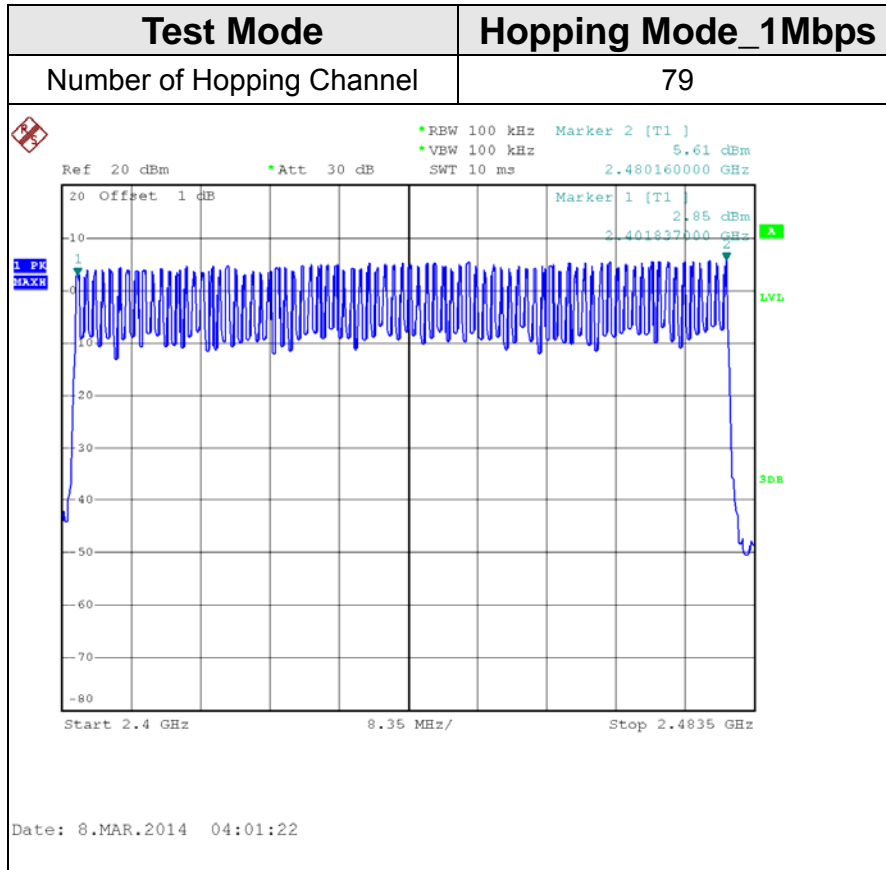 Test Mode Hopping Mode_1Mbps
Number of Hopping Channel 79
R S
*RBW 100 kHz Marker 2 [T1 ]
*VBW 100 kHz 5.61 dBm
Ref 20 dBm *Att 30 dB SWT 10 ms 2.480160000 GHz
20 Offset 1 dB Marker 1 [T1 ]
2.85 dBm
2.401837000 GHz
A
-10
1 2
1 PK
MAXH
-0
LVL
-10
-20
-30
3DB
-40
-50
-60
-70
-80
Start 2.4 GHz 8.35 MHz/ Stop 2.4835 GHz
Date: 8.MAR.2014 04:01:22